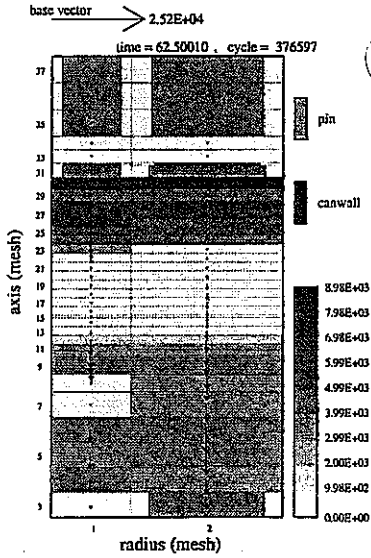 base vector
2.52E+04
time = 62.50010 , cycle = 376597
37
35
33
31
29
27
25
23
21
19
17
15
13
11
9
7
5
3
axis (mesh)
1 2
radius (mesh)
pin
canwall
8.98E+03
7.98E+03
6.98E+03
5.99E+03
4.99E+03
3.99E+03
2.99E+03
2.00E+03
9.98E+02
0.00E+00